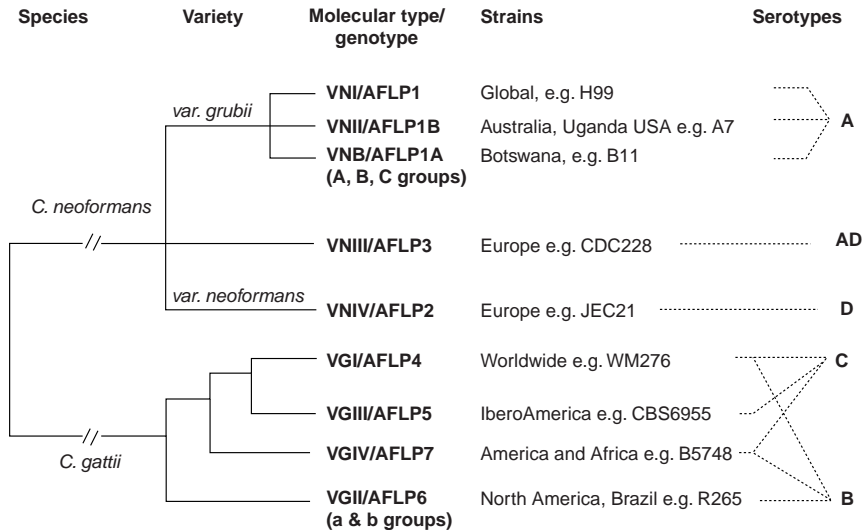 Species Variety Molecular type/ genotype Strains Serotypes
VNI/AFLP1 Global, e.g. H99
var. grubii VNII/AFLP1B Australia, Uganda USA e.g. A7 A
VNB/AFLP1A Botswana, e.g. B11
(A, B, C groups)
C. neoformans
VNIII/AFLP3 Europe e.g. CDC228 AD
var. neoformans VNIV/AFLP2 Europe e.g. JEC21 D
VGI/AFLP4 Worldwide e.g. WM276 C
VGIII/AFLP5 IberoAmerica e.g. CBS6955
VGIV/AFLP7 America and Africa e.g. B5748
C. gattii
VGII/AFLP6 North America, Brazil e.g. R265 B
(a & b groups)